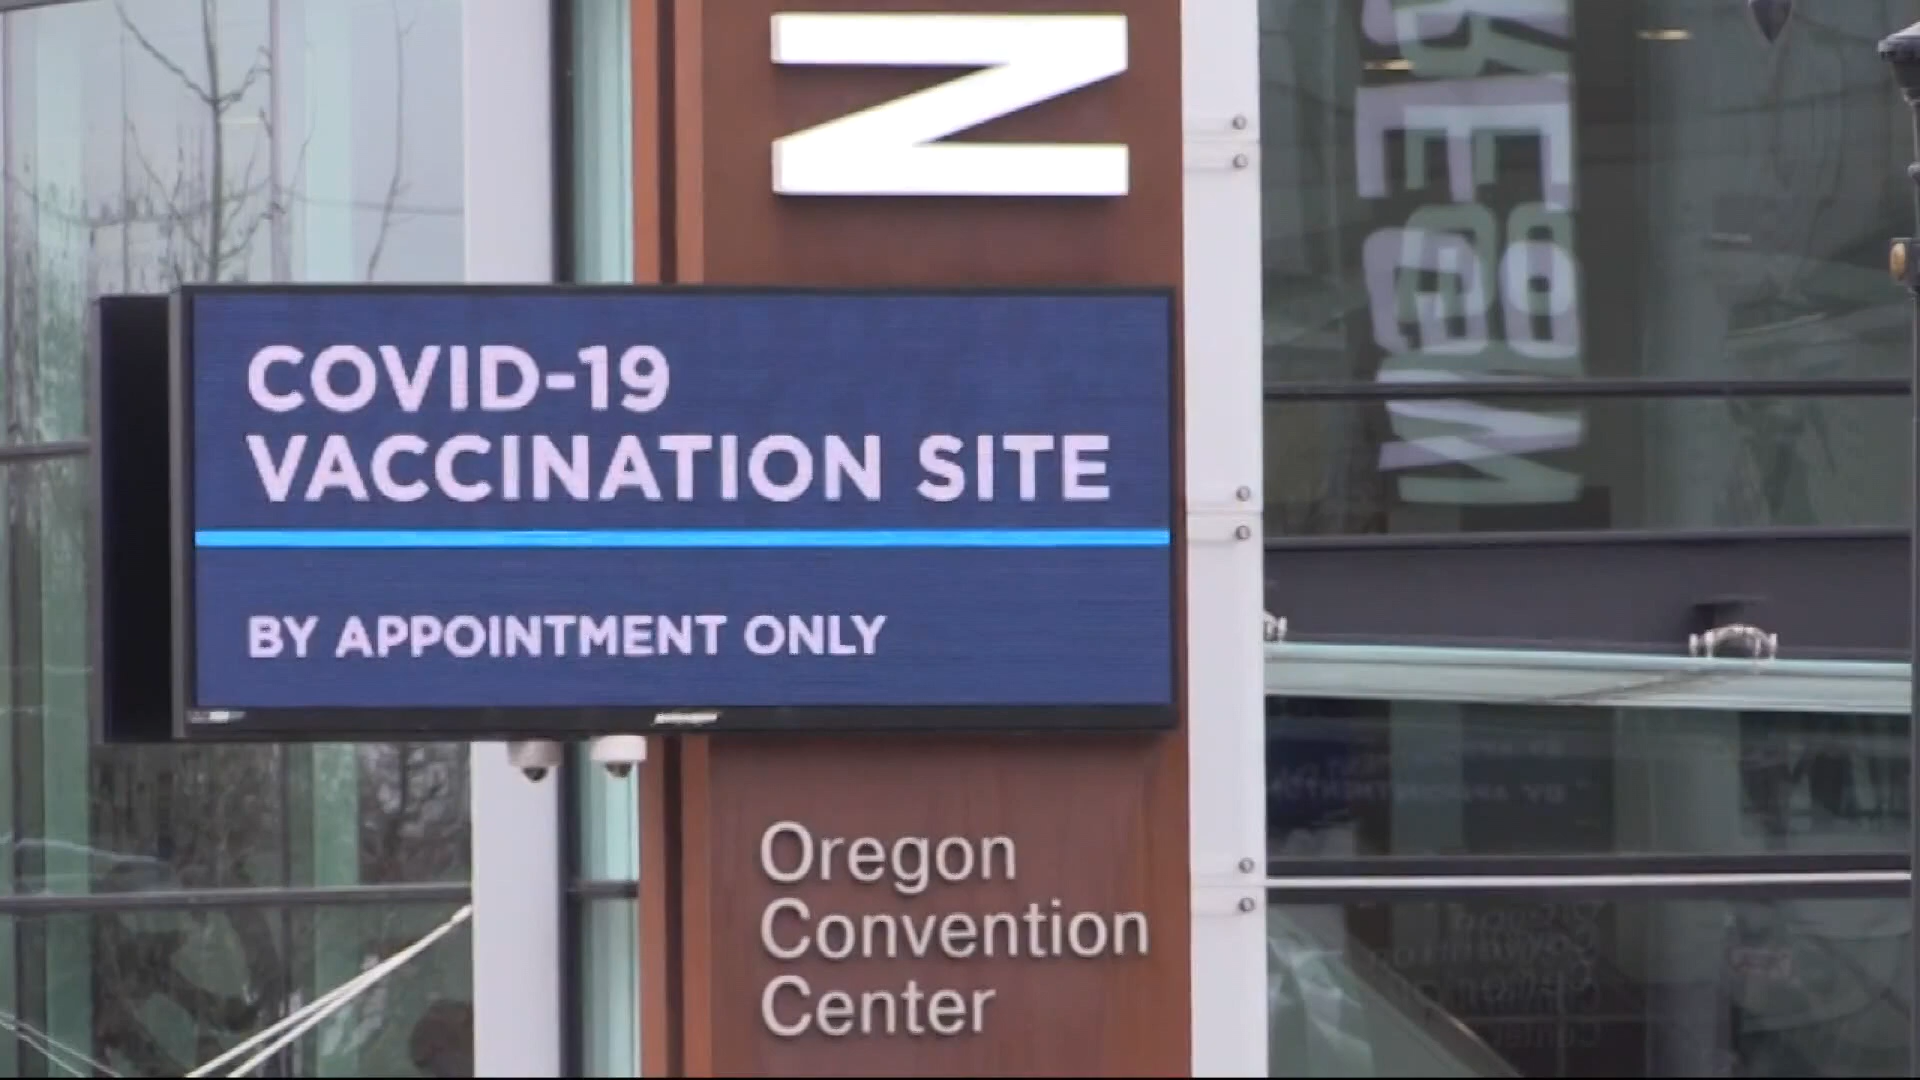 N
COVID-19
VACCINATION SITE
BY APPOINTMENT ONLY
Oregon
Convention
Center